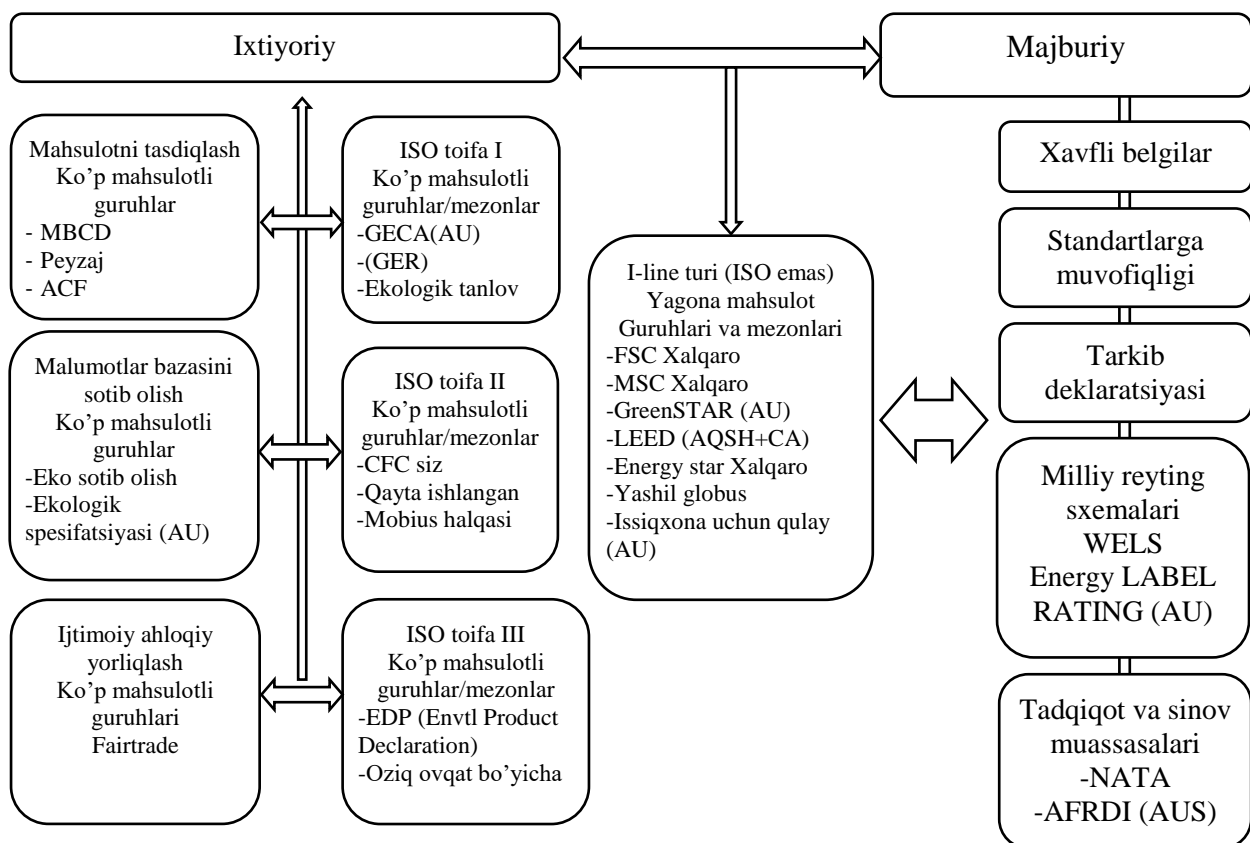 Ixtiyoriy
Majburiy
Mahsulotni tasdiqlash
Ko’p mahsulotli
guruhlar
- MBCD
- Peyzaj
- ACF
ISO toifa I
Ko’p mahsulotli
guruhlar/mezonlar
-GECA(AU)
-(GER)
-Ekologik tanlov
Malumotlar bazasini
sotib olish
Ko’p mahsulotli
guruhlar
-Eko sotib olish
-Ekologik
spesifatsiyasi (AU)
ISO toifa II
Ko’p mahsulotli
guruhlar/mezonlar
-CFC siz
-Qayta ishlangan
-Mobius halqasi
Ijtimoiy ahloqiy
yorliqlash
Ko’p mahsulotli
guruhlari
Fairtrade
ISO toifa III
Ko’p mahsulotli
guruhlar/mezonlar
-EDP (Envtl Product
Declaration)
-Oziq ovqat bo’yicha
I-line turi (ISO emas)
Yagona mahsulot
Guruhlari va mezonlari
-FSC Xalqaro
-MSC Xalqaro
-GreenSTAR (AU)
-LEED (AQSH+CA)
-Energy star Xalqaro
-Yashil globus
-Issiqxona uchun qulay
(AU)
Xavfli belgilar
Standartlarga
muvofiqligi
Tarkib
deklaratsiyasi
Milliy reyting
sxemalari
WELS
Energy LABEL
RATING (AU)
Tadqiqot va sinov
muassasalari
-NATA
-AFRDI (AUS)